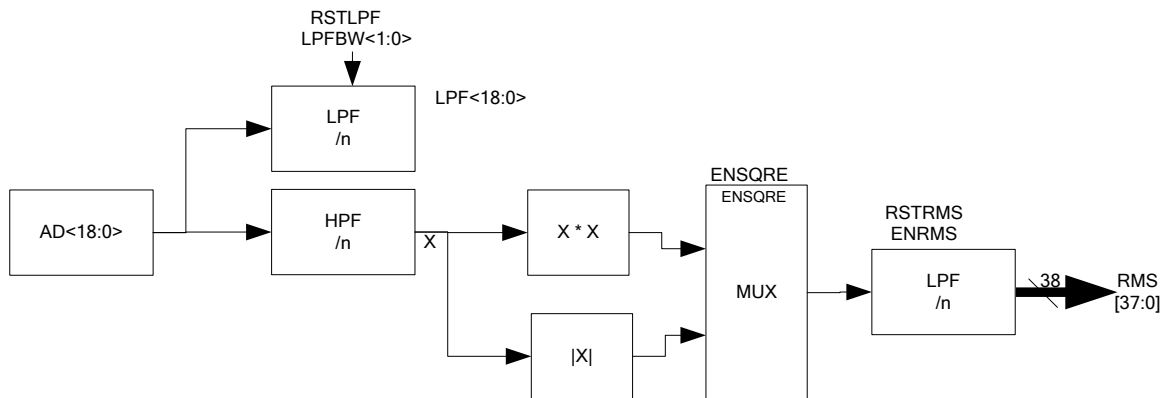 RSTLPF
LPFBW<1:0>
LPF
/n
LPF<18:0>
AD<18:0>
HPF
/n
X
X * X
|X|
ENSQRE
ENSQRE
MUX
RSTRMS
ENRMS
LPF
/n
38
RMS
[37:0]